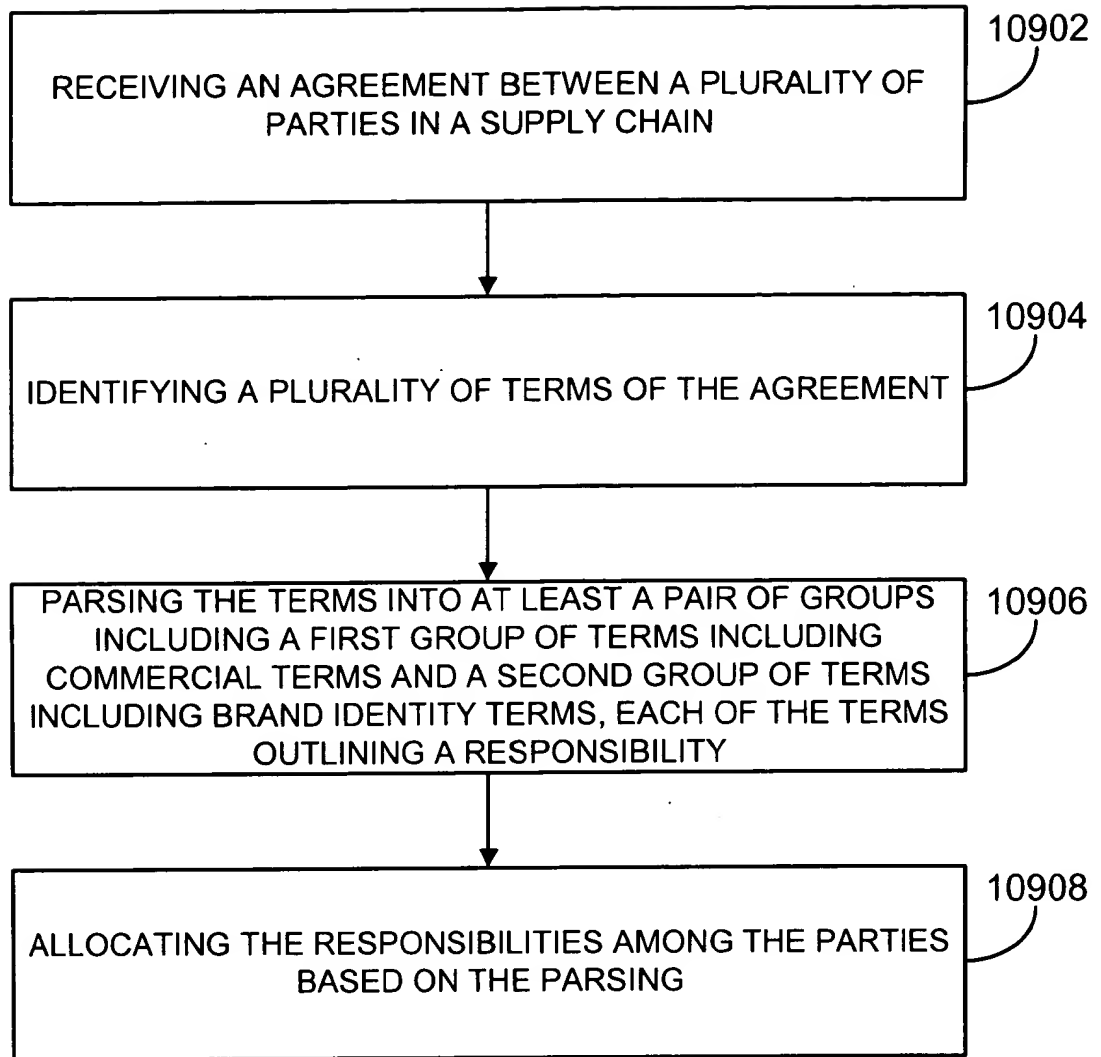 10902
RECEIVING AN AGREEMENT BETWEEN A PLURALITY OF
PARTIES IN A SUPPLY CHAIN
10904
IDENTIFYING A PLURALITY OF TERMS OF THE AGREEMENT
10906
PARSING THE TERMS INTO AT LEAST A PAIR OF GROUPS
INCLUDING A FIRST GROUP OF TERMS INCLUDING
COMMERCIAL TERMS AND A SECOND GROUP OF TERMS
INCLUDING BRAND IDENTITY TERMS, EACH OF THE TERMS
OUTLINING A RESPONSIBILITY
10908
ALLOCATING THE RESPONSIBILITIES AMONG THE PARTIES
BASED ON THE PARSING